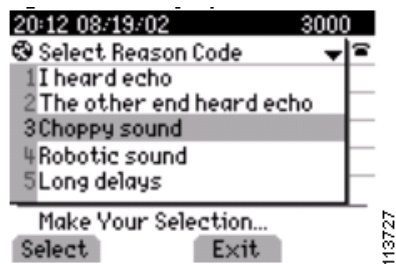 20:12 08/19/02 3000
Select Reason Code
1 I heard echo
2 The other end heard echo
3 Choppy sound
4 Robotic sound
5 Long delays
Make Your Selection...
Select Exit
113727